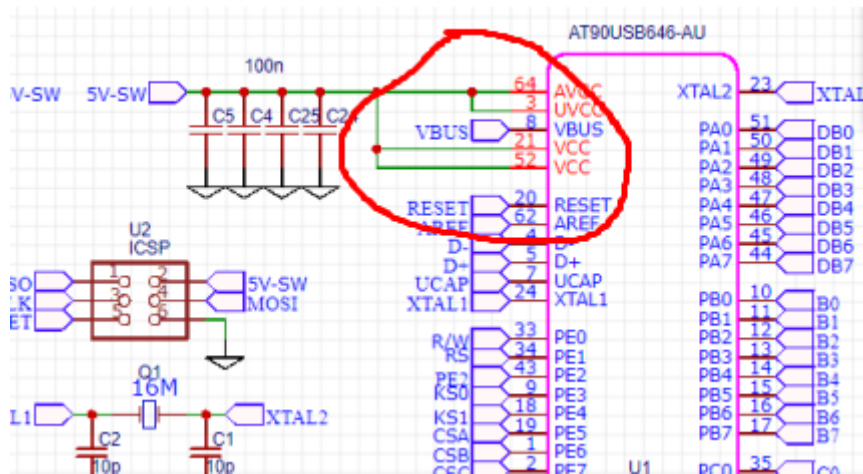 AT90USB646-AU
100n
V-SW
5V-SW
C5
C4
C25
C24
VBUS
RESET
AREF
D-
D+
UCAP
XTAL1
64
3
8
21
52
20
62
4
5
7
24
AVCC
UVCC
VBUS
VCC
VCC
RESET
AREF
D-
D+
UCAP
XTAL1
XTAL2
23
XTAL
PA0
51
DB0
PA1
50
DB1
PA2
49
DB2
PA3
48
DB3
PA4
47
DB4
PA5
46
DB5
PA6
45
DB6
PA7
44
DB7
U2
ICSP
SO
LK
ET
1
2
3
4
5
6
5V-SW
MOSI
Q1
16M
L1
XTAL2
C2
10p
C1
10p
R/W
33
PE0
RS
34
PE1
PE2
43
PE2
KS0
9
PE3
KS1
18
PE4
CSA
19
PE5
CSB
1
PE6
2
PE7
PB0
10
B0
PB1
11
B1
PB2
12
B2
PB3
13
B3
PB4
14
B4
PB5
15
B5
PB6
16
B6
PB7
17
B7
U1
PC0
35
C0